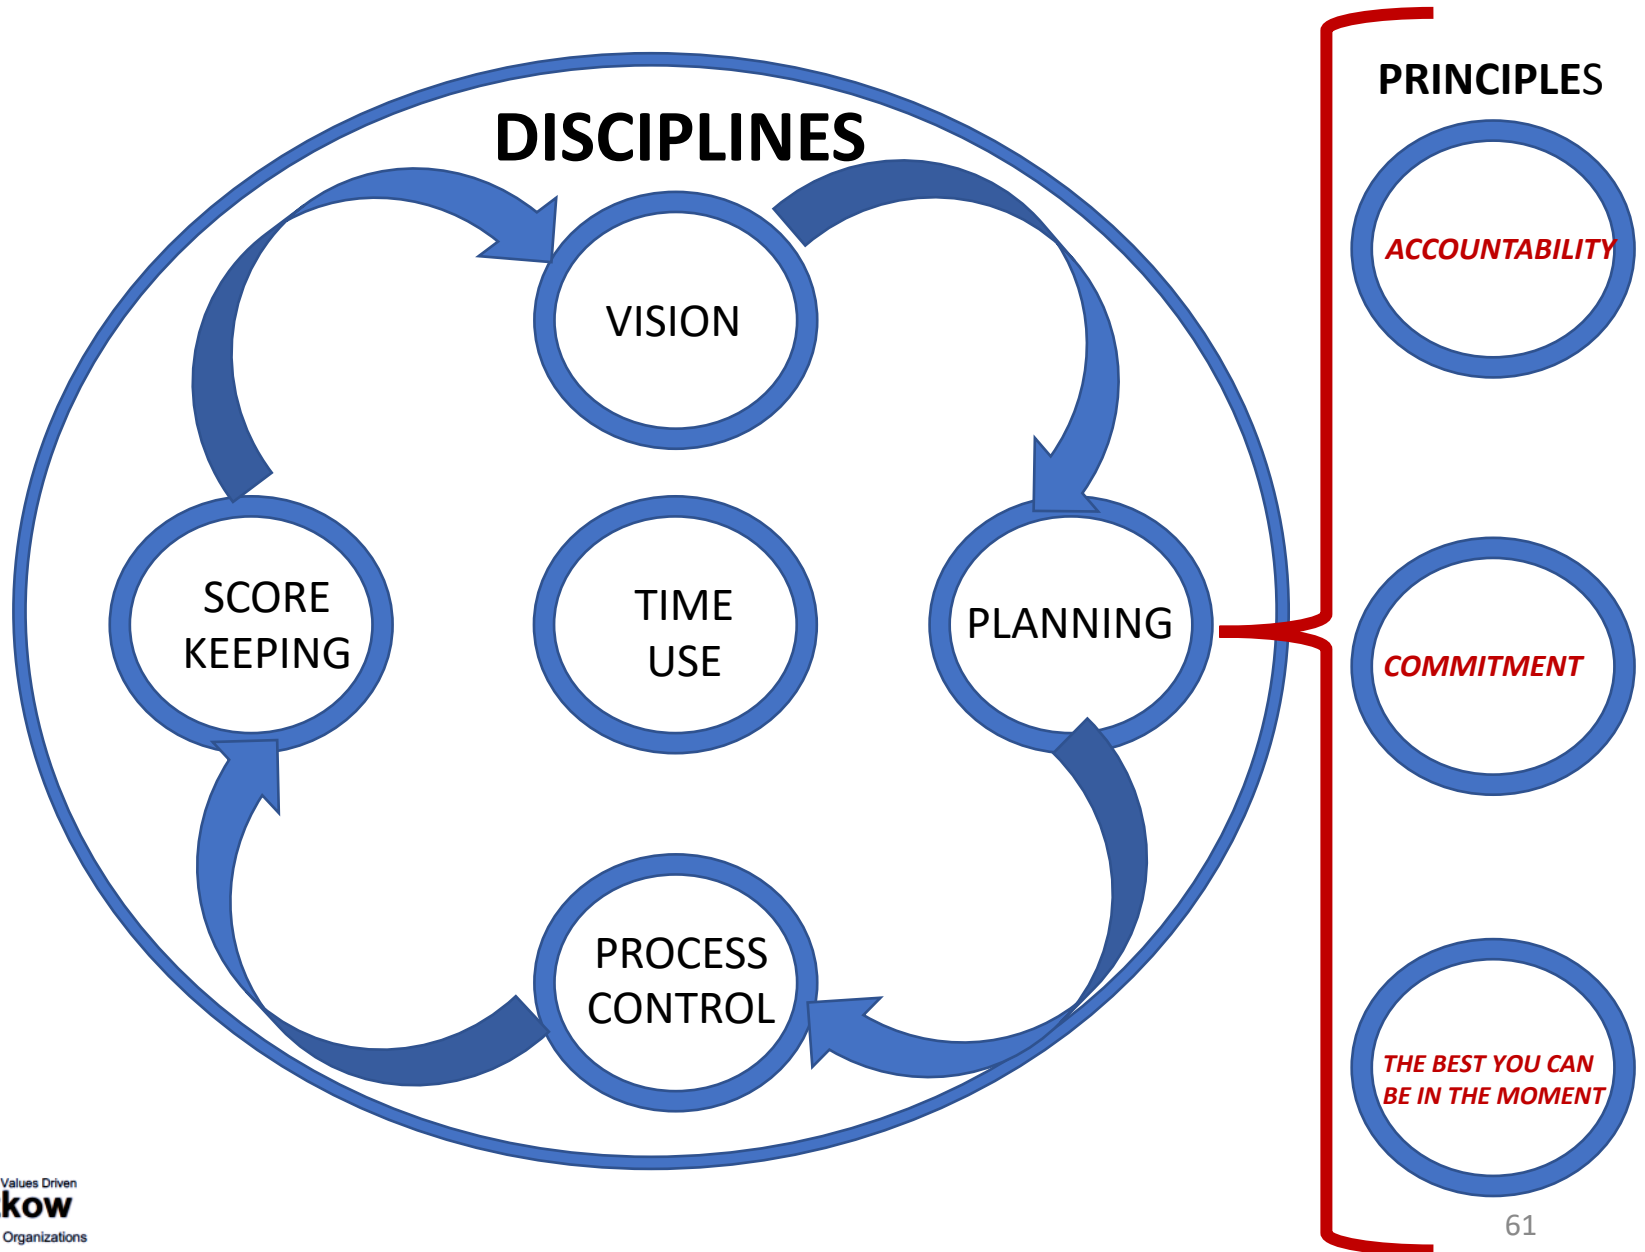 DISCIPLINES
VISION
SCORE
KEEPING
TIME
USE
PLANNING
PROCESS
CONTROL
PRINCIPLES
ACCOUNTABILITY
COMMITMENT
THE BEST YOU CAN
BE IN THE MOMENT
Values Driven
Organizations
61